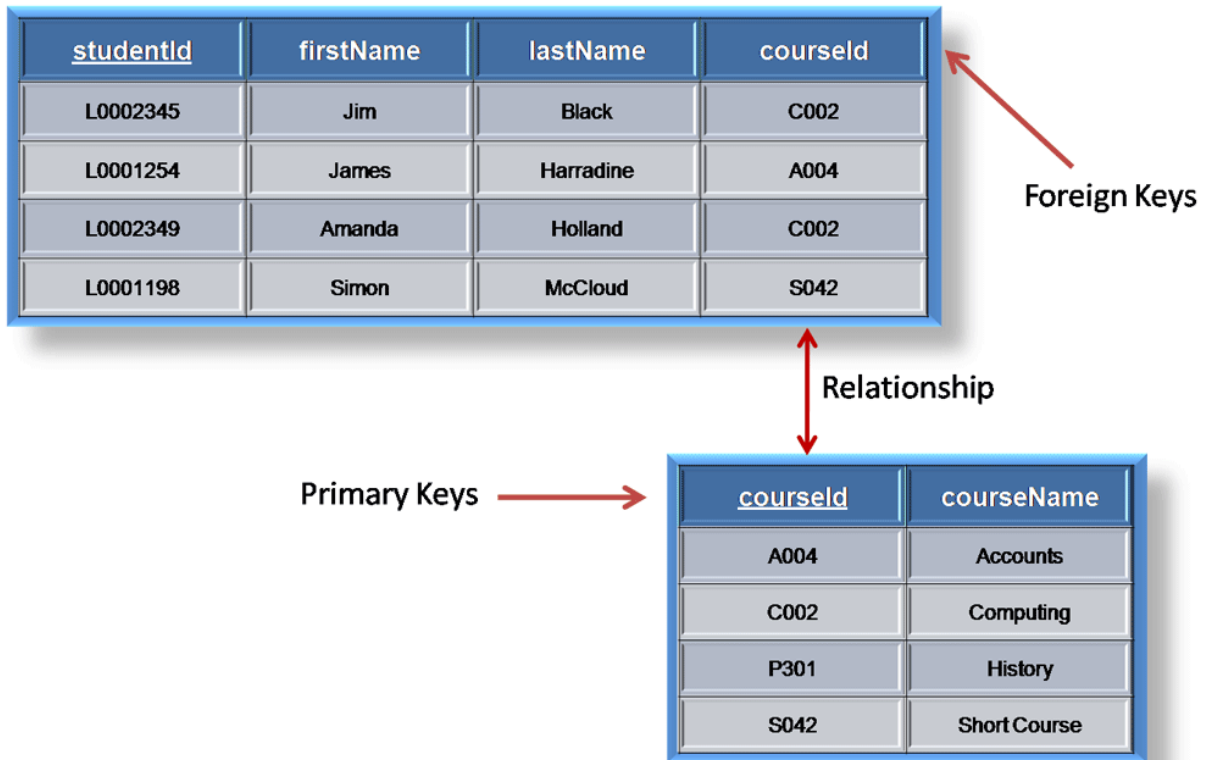 studentId firstName lastName courseId
L0002345 Jim Black C002
L0001254 James Harradine A004
L0002349 Amanda Holland C002
L0001198 Simon McCloud S042
Foreign Keys
Relationship
Primary Keys
courseId courseName
A004 Accounts
C002 Computing
P301 History
S042 Short Course